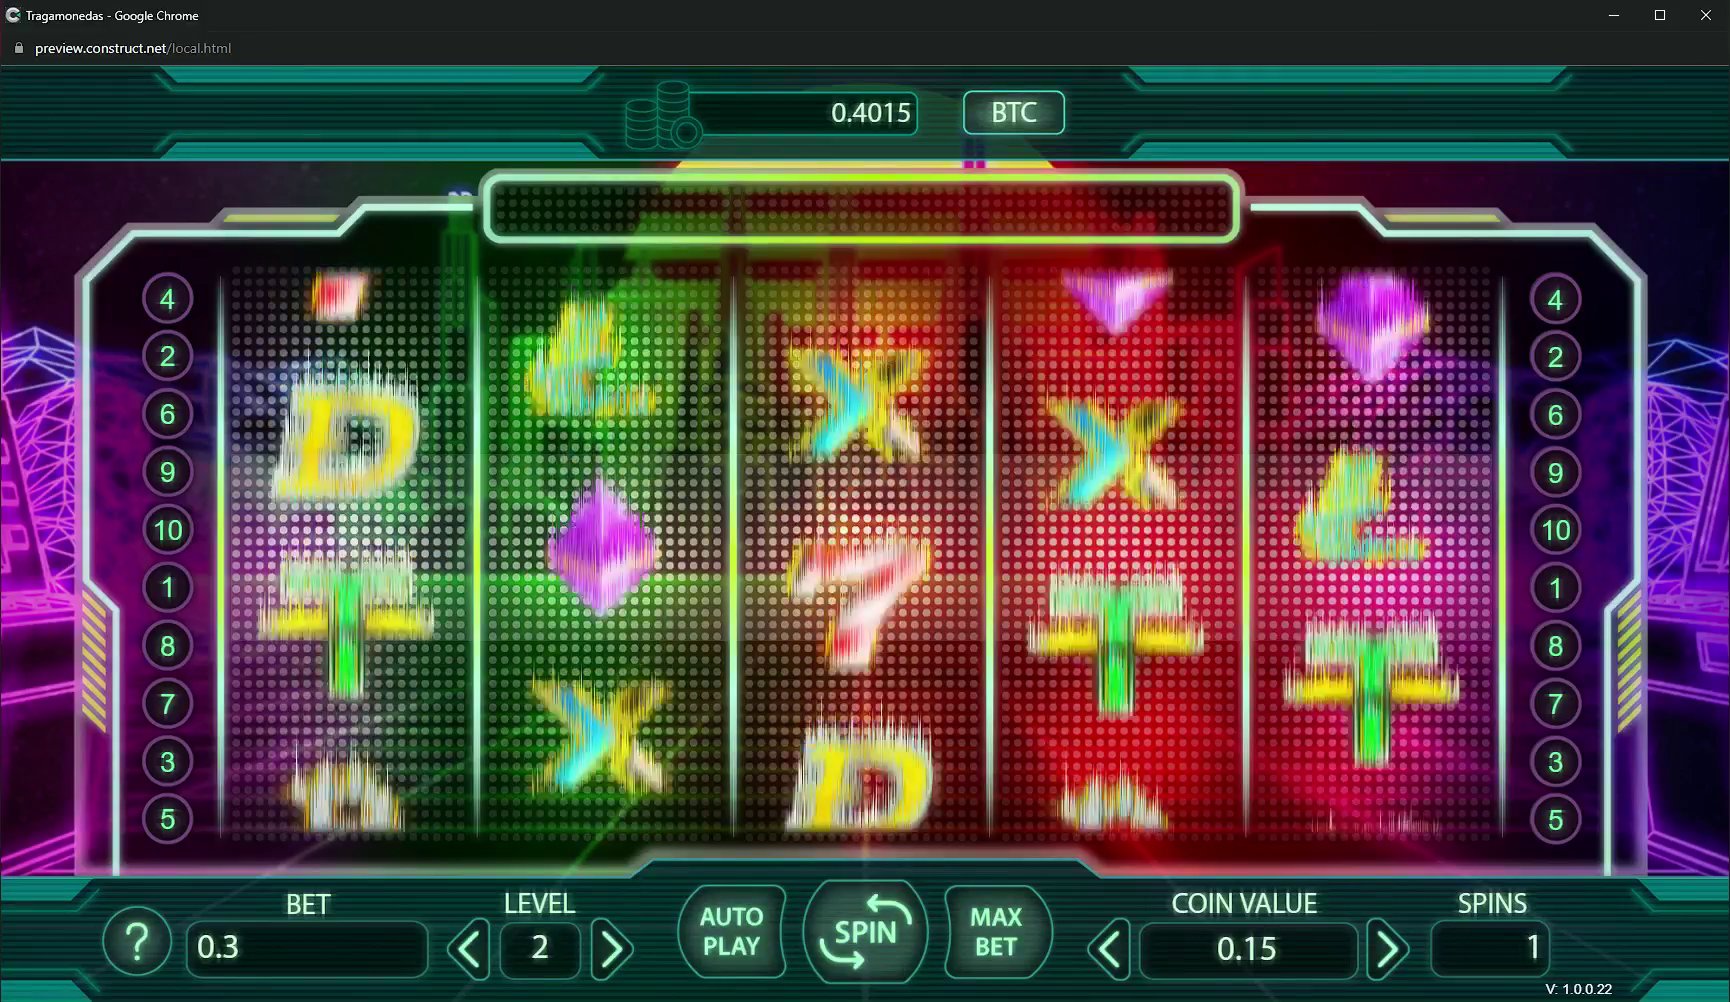 Tragamonedas - Google Chrome
preview.construct.net/local.html
0.4015 BTC
4 4
2 2
6 6
9 9
10 10
1 1
8 8
7 7
3 3
5 5
D
X
X
7
X
D
BET LEVEL COIN VALUE SPINS
? 0.3 2 AUTO PLAY SPIN MAX BET 0.15 1
V: 1.0.0.22